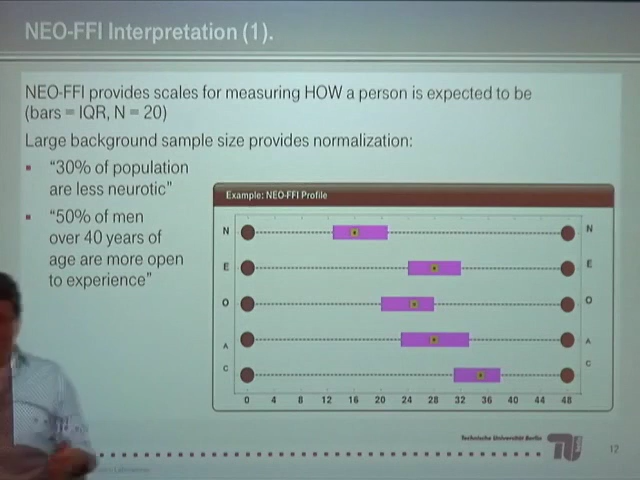 NEO-FFI Interpretation (1).
NEO-FFI provides scales for measuring HOW a person is expected to be
(bars = IQR, N = 20)
Large background sample size provides normalization:
“30% of population
are less neurotic”
“50% of men
over 40 years of
age are more open
to experience”
Example: NEO-FFI Profile
N N
E E
O O
A A
C C
0 4 8 12 16 20 24 28 32 36 40 44 48
Technische Universität Berlin
12